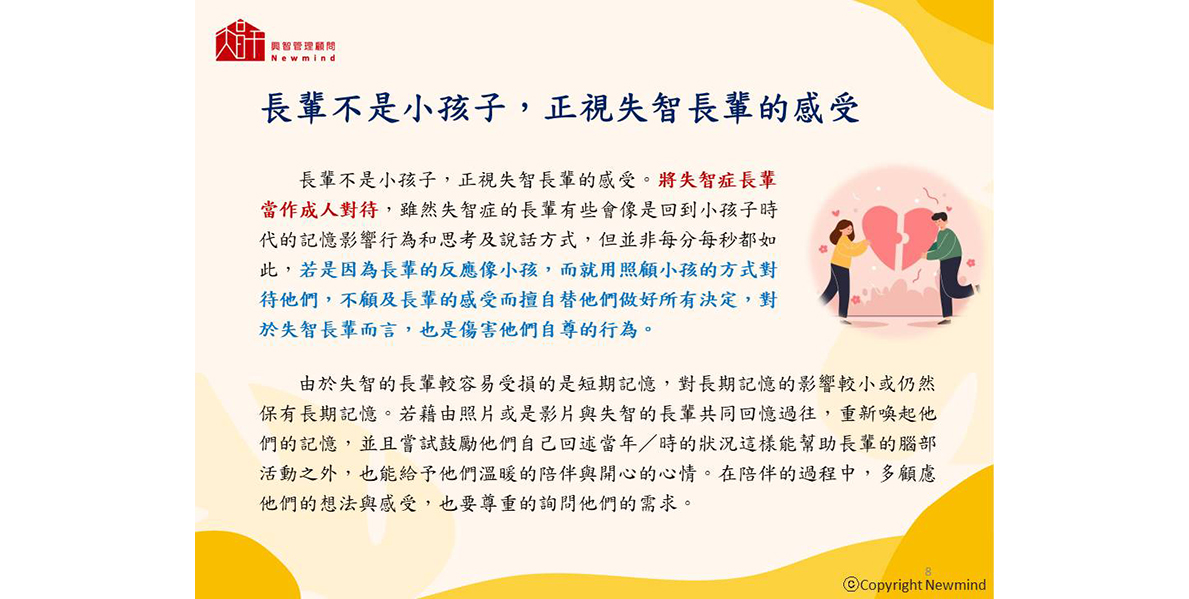 興智管理顧問
Newmind
長輩不是小孩子，正視失智長輩的感受
長輩不是小孩子，正視失智長輩的感受。將失智症長輩
當作成人對待，雖然失智症的長輩有些會像是回到小孩子時
代的記憶影響行為和思考及說話方式，但並非每分每秒都如
此，若是因為長輩的反應像小孩，而就用照顧小孩的方式對
待他們，不顧及長輩的感受而擅自替他們做好所有決定，對
於失智長輩而言，也是傷害他們自尊的行為。
由於失智的長輩較容易受損的是短期記憶，對長期記憶的影響較小或仍然
保有長期記憶。若藉由照片或是影片與失智的長輩共同回憶過往，重新喚起他
們的記憶，並且嘗試鼓勵他們自己回述當年／時的狀況這樣能幫助長輩的腦部
活動之外，也能給予他們溫暖的陪伴與開心的心情。在陪伴的過程中，多顧慮
他們的想法與感受，也要尊重的詢問他們的需求。
8
ⓒCopyright Newmind